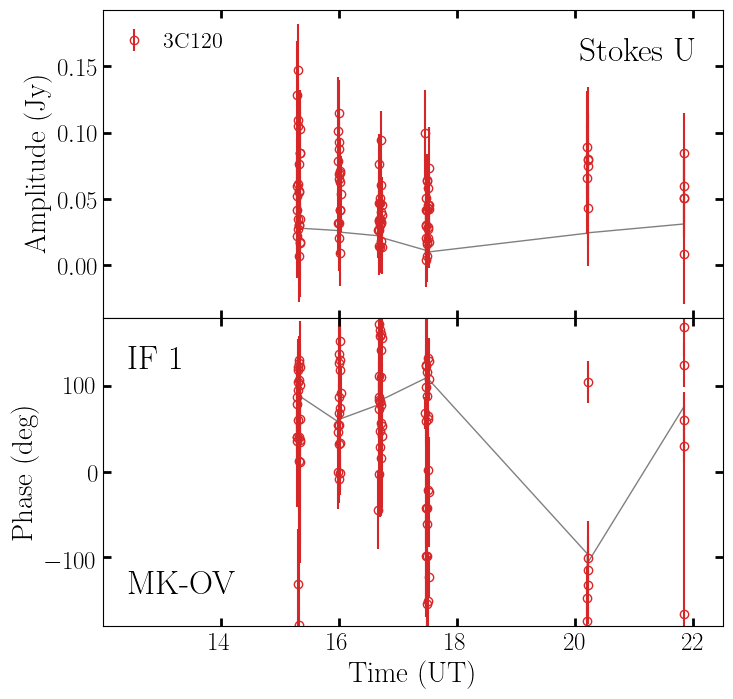 3C120
Stokes U
Amplitude (Jy)
0.15
0.10
0.05
0.00
IF 1
Phase (deg)
100
0
−100
MK-OV
14 16 18 20 22
Time (UT)